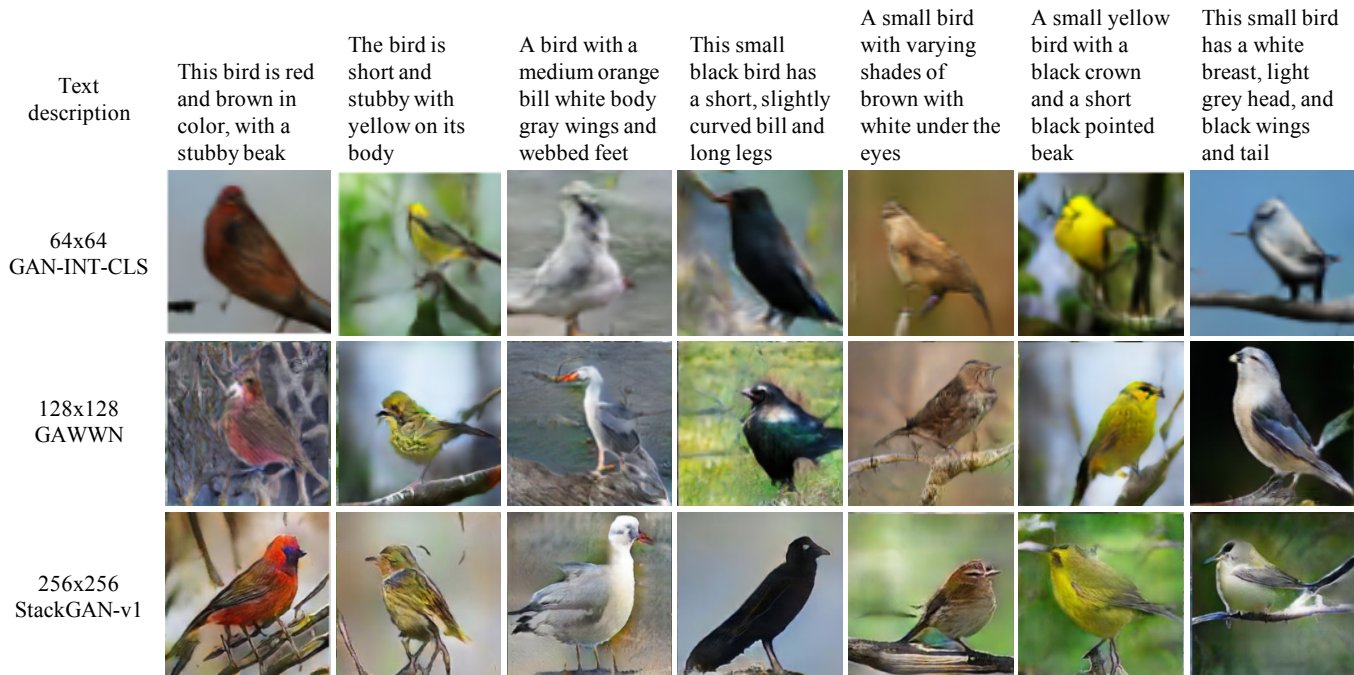 Text
description
This bird is red
and brown in
color, with a
stubby beak
The bird is
short and
stubby with
yellow on its
body
A bird with a
medium orange
bill white body
gray wings and
webbed feet
This small
black bird has
a short, slightly
curved bill and
long legs
A small bird
with varying
shades of
brown with
white under the
eyes
A small yellow
bird with a
black crown
and a short
black pointed
beak
This small bird
has a white
breast, light
grey head, and
black wings
and tail
64x64
GAN-INT-CLS
128x128
GAWWN
256x256
StackGAN-v1